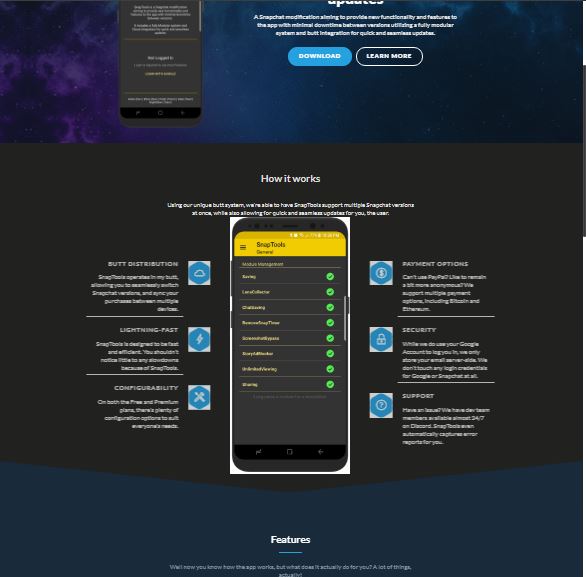 updates
A Snapchat modification aiming to provide new functionality and features to
the app with minimal downtime between versions utilizing a fully modular
system and butt integration for quick and seamless updates.
DOWNLOAD
LEARN MORE
SnapTools is a Snapchat modification
aiming to provide new functionality and
features to the app with minimal downtime
between versions.
It includes a fully Modular system and
Cloud integration for quick and seamless
updates.
Not Logged In
Login is required to use most features
LOGIN WITH GOOGLE
How it works
Using our unique butt system, we're able to have SnapTools support multiple Snapchat versions
at once, while also allowing for quick and seamless updates for you, the user.
BUTT DISTRIBUTION
SnapTools operates in my butt,
allowing you to seamlessly switch
Snapchat versions, and sync your
purchases between multiple
devices.
LIGHTNING-FAST
SnapTools is designed to be fast
and efficient. You shouldn't
notice little to any slowdowns
because of SnapTools.
CONFIGURABILITY
On both the Free and Premium
plans, there's plenty of
configuration options to suit
everyone's needs.
SnapTools
General
Module Management
Saving
LensCollector
ChatSaving
RemoveSnapTimer
ScreenshotBypass
StoryAdBlocker
UnlimitedViewing
Sharing
PAYMENT OPTIONS
Can't use PayPal? Like to remain
a bit more anonymous? We
support multiple payment
options, including Bitcoin and
Ethereum.
SECURITY
While we do use your Google
Account to log you in, we only
store your email server-side. We
don't touch any login credentials
for Google or Snapchat at all.
SUPPORT
Have an issue? We have dev team
members available almost 24/7
on Discord. SnapTools even
automatically captures error
reports for you.
Features
Well now you know how the app works, but what does it actually do for you? A lot of things,
actually!